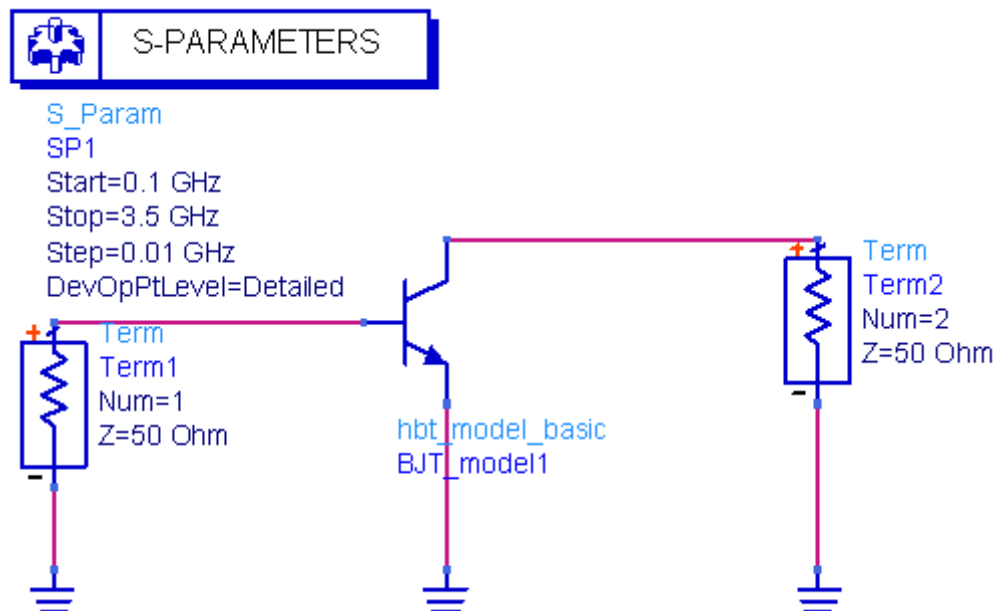 S-PARAMETERS
S_Param
SP1
Start=0.1 GHz
Stop=3.5 GHz
Step=0.01 GHz
DevOpPtLevel=Detailed
+
Term
Term1
Num=1
Z=50 Ohm
-
hbt_model_basic
BJT_model1
+
Term
Term2
Num=2
Z=50 Ohm
-